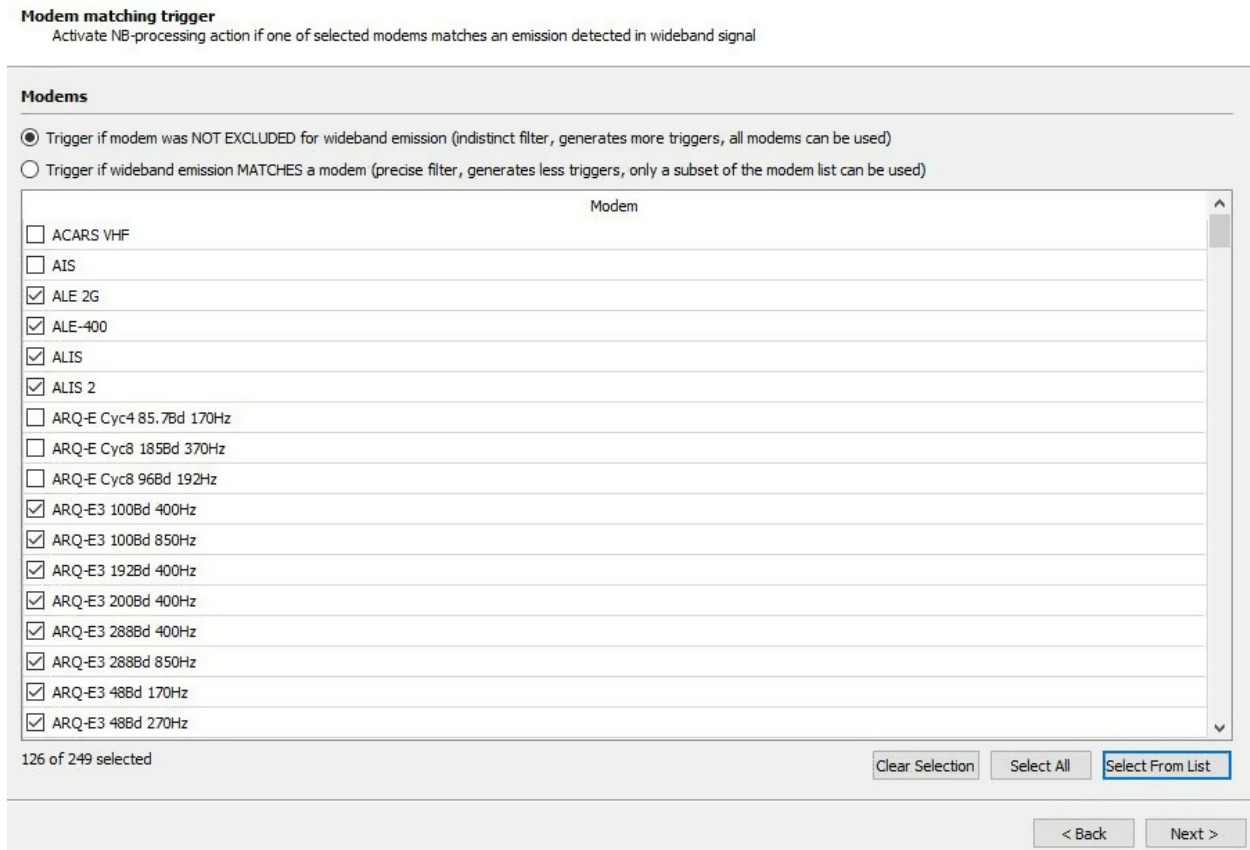 Modem matching trigger
Activate NB-processing action if one of selected modems matches an emission detected in wideband signal
Modems
Trigger if modem was NOT EXCLUDED for wideband emission (indistinct filter, generates more triggers, all modems can be used)
Trigger if wideband emission MATCHES a modem (precise filter, generates less triggers, only a subset of the modem list can be used)
Modem
ACARS VHF
AIS
ALE 2G
ALE-400
ALIS
ALIS 2
ARQ-E Cyc4 85.7Bd 170Hz
ARQ-E Cyc8 185Bd 370Hz
ARQ-E Cyc8 96Bd 192Hz
ARQ-E3 100Bd 400Hz
ARQ-E3 100Bd 850Hz
ARQ-E3 192Bd 400Hz
ARQ-E3 200Bd 400Hz
ARQ-E3 288Bd 400Hz
ARQ-E3 288Bd 850Hz
ARQ-E3 48Bd 170Hz
ARQ-E3 48Bd 270Hz
126 of 249 selected
Clear Selection Select All Select From List
< Back Next >